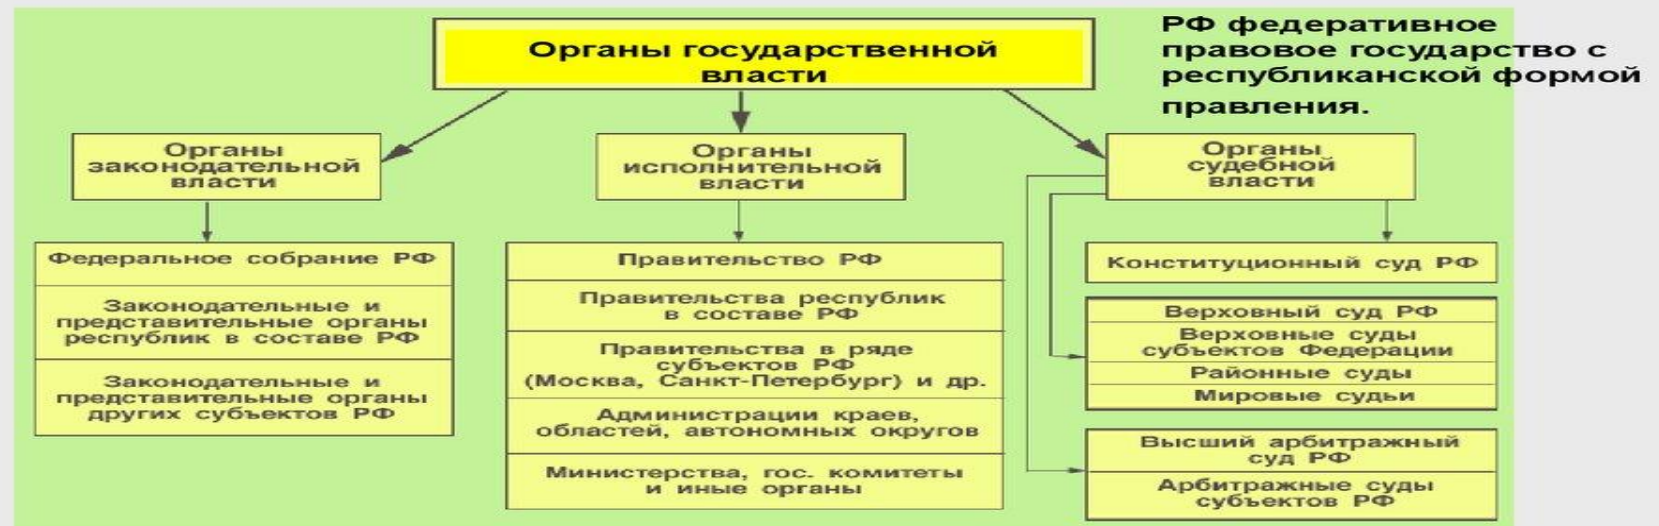 Органы государственной
власти
РФ федеративное
правовое государство с
республиканской формой
правления.
Органы
законодательной
власти
Федеральное собрание РФ
Законодательные и
представительные органы
республик в составе РФ
Законодательные и
представительные органы
других субъектов РФ
Органы
исполнительной
власти
Правительство РФ
Правительства республик
в составе РФ
Правительства в ряде
субъектов РФ
(Москва, Санкт-Петербург) и др.
Администрации краев,
областей, автономных округов
Министерства, гос. комитеты
и иные органы
Органы
судебной
власти
Конституционный суд РФ
Верховный суд РФ
Верховные суды
субъектов Федерации
Районные суды
Мировые судьи
Высший арбитражный
суд РФ
Арбитражные суды
субъектов РФ